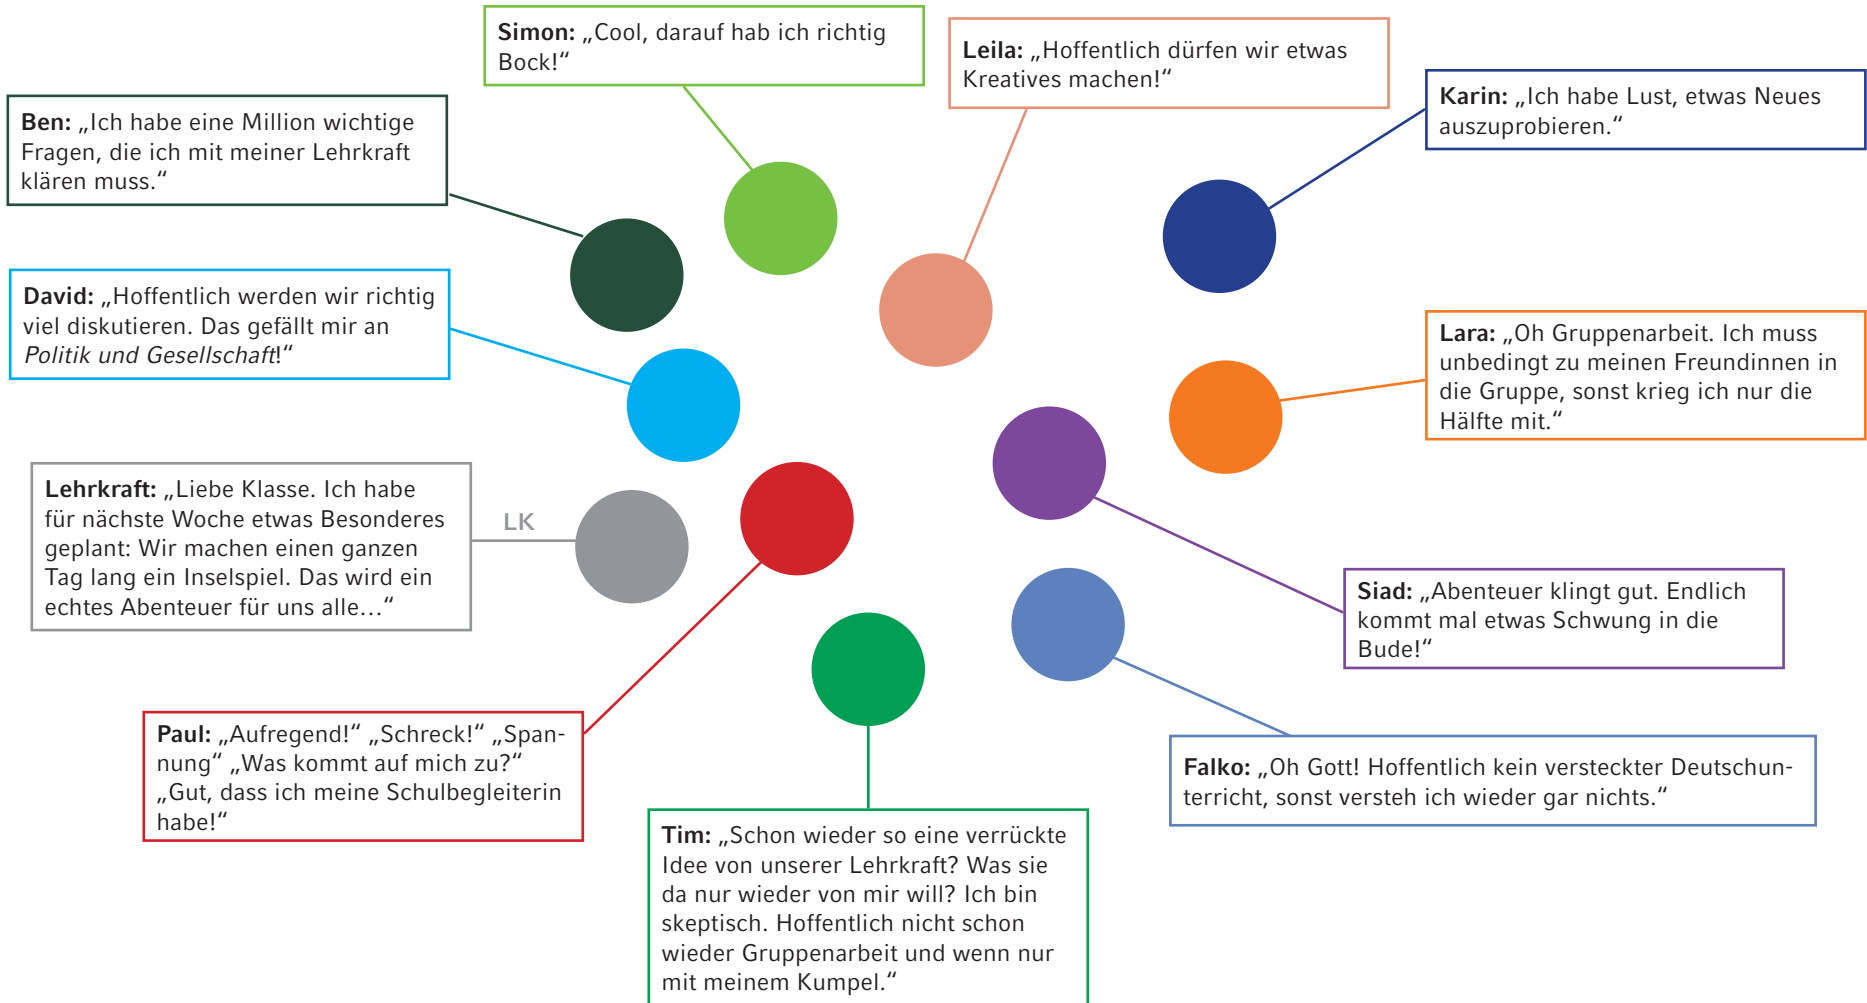 Simon: „Cool, darauf hab ich richtig
Bock!“
Leila: „Hoffentlich dürfen wir etwas
Kreatives machen!“
Karin: „Ich habe Lust, etwas Neues
auszuprobieren.“
Ben: „Ich habe eine Million wichtige
Fragen, die ich mit meiner Lehrkraft
klären muss.“
David: „Hoffentlich werden wir richtig
viel diskutieren. Das gefällt mir an
Politik und Gesellschaft!“
Lara: „Oh Gruppenarbeit. Ich muss
unbedingt zu meinen Freundinnen in
die Gruppe, sonst krieg ich nur die
Hälfte mit.“
Lehrkraft: „Liebe Klasse. Ich habe
für nächste Woche etwas Besonderes
geplant: Wir machen einen ganzen
Tag lang ein Inselspiel. Das wird ein
echtes Abenteuer für uns alle…“
LK
Siad: „Abenteuer klingt gut. Endlich
kommt mal etwas Schwung in die
Bude!“
Paul: „Aufregend!“ „Schreck!“ „Span-
nung“ „Was kommt auf mich zu?“
„Gut, dass ich meine Schulbegleiterin
habe!“
Falko: „Oh Gott! Hoffentlich kein versteckter Deutschun-
terricht, sonst versteh ich wieder gar nichts.“
Tim: „Schon wieder so eine verrückte
Idee von unserer Lehrkraft? Was sie
da nur wieder von mir will? Ich bin
skeptisch. Hoffentlich nicht schon
wieder Gruppenarbeit und wenn nur
mit meinem Kumpel.“